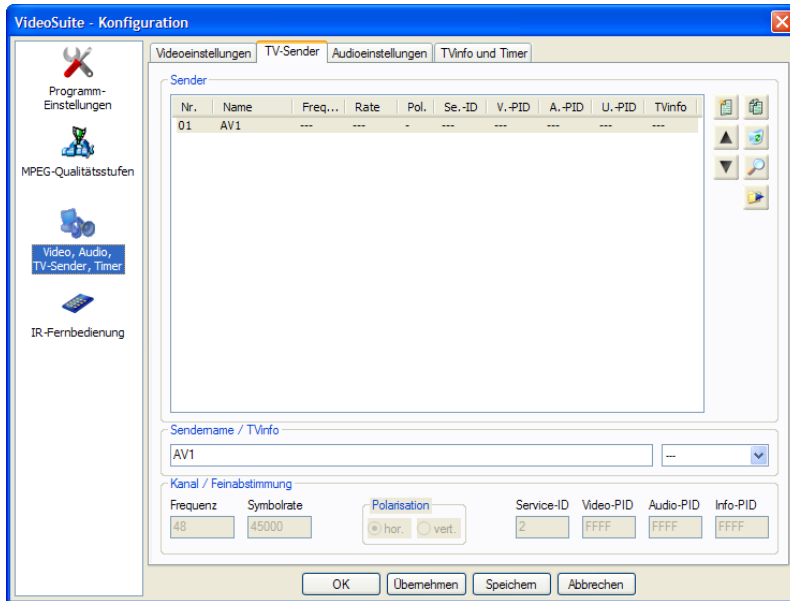 VideoSuite - Konfiguration
Programm-
Einstellungen
MPEG-Qualitätsstufen
Video, Audio,
TV-Sender, Timer
IR-Fernbedienung
Videoeinstellungen TV-Sender Audioeinstellungen TVinfo und Timer
Sender
Nr. Name Freq... Rate Pol. Se.-ID V.-PID A.-PID U.-PID TVinfo
01 AV1 --- --- - --- --- --- --- ---
Sendername / TVinfo
AV1 ---
Kanal / Feinabstimmung
Frequenz Symbolrate Polarisation Service-ID Video-PID Audio-PID Info-PID
48 45000 hor. vert. 2 FFFF FFFF FFFF
OK Übernehmen Speichern Abbrechen